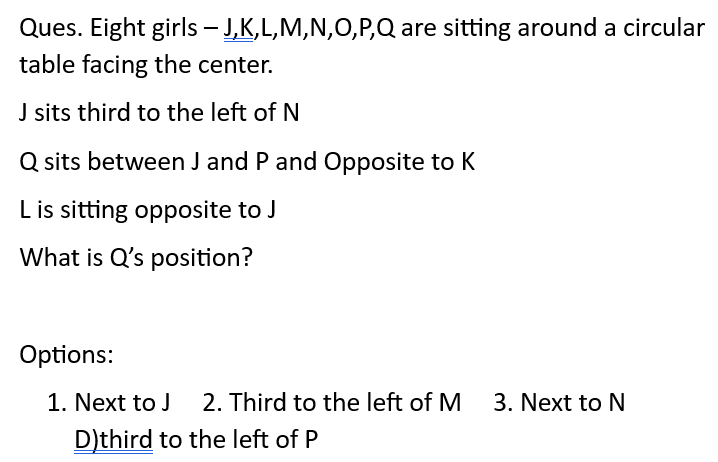 Ques. Eight girls – J,K,L,M,N,O,P,Q are sitting around a circular
table facing the center.
J sits third to the left of N
Q sits between J and P and Opposite to K
L is sitting opposite to J
What is Q’s position?
Options:
1. Next to J 2. Third to the left of M 3. Next to N
D)third to the left of P